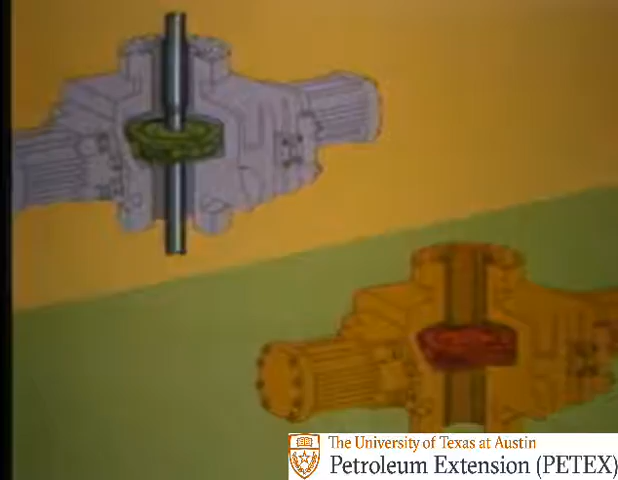 The University of Texas at Austin
Petroleum Extension (PETEX)